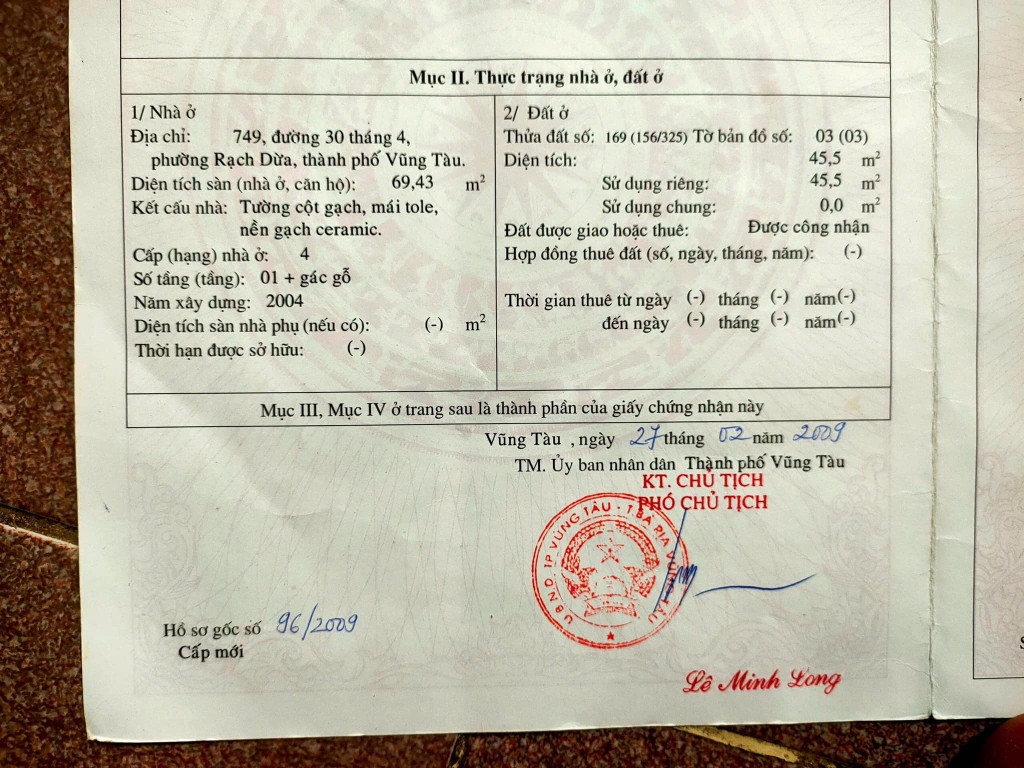 Mục II. Thực trạng nhà ở, đất ở
1/ Nhà ở
Địa chỉ: 749, đường 30 tháng 4,
phường Rạch Dừa, thành phố Vũng Tàu.
Diện tích sàn (nhà ở, căn hộ): 69,43 m²
Kết cấu nhà: Tường cột gạch, mái tole,
nền gạch ceramic.
Cấp (hạng) nhà ở: 4
Số tầng (tầng): 01 + gác gỗ
Năm xây dựng: 2004
Diện tích sàn nhà phụ (nếu có): (-) m²
Thời hạn được sở hữu: (-)
2/ Đất ở
Thửa đất số: 169 (156/325) Tờ bản đồ số: 03 (03)
Diện tích: 45,5 m²
Sử dụng riêng: 45,5 m²
Sử dụng chung: 0,0 m²
Đất được giao hoặc thuê: Được công nhận
Hợp đồng thuê đất (số, ngày, tháng, năm): (-)
Thời gian thuê từ ngày (-) tháng (-) năm (-)
đến ngày (-) tháng (-) năm (-)
Mục III, Mục IV ở trang sau là thành phần của giấy chứng nhận này
Vũng Tàu , ngày 27 tháng 02 năm 2009
TM. Ủy ban nhân dân Thành phố Vũng Tàu
KT. CHỦ TỊCH
PHÓ CHỦ TỊCH
U.B.N.D. TP VŨNG TÀU - T.BÀ RỊA VŨNG TÀU
Hồ sơ gốc số 96/2009
Cấp mới
Lê Minh Long